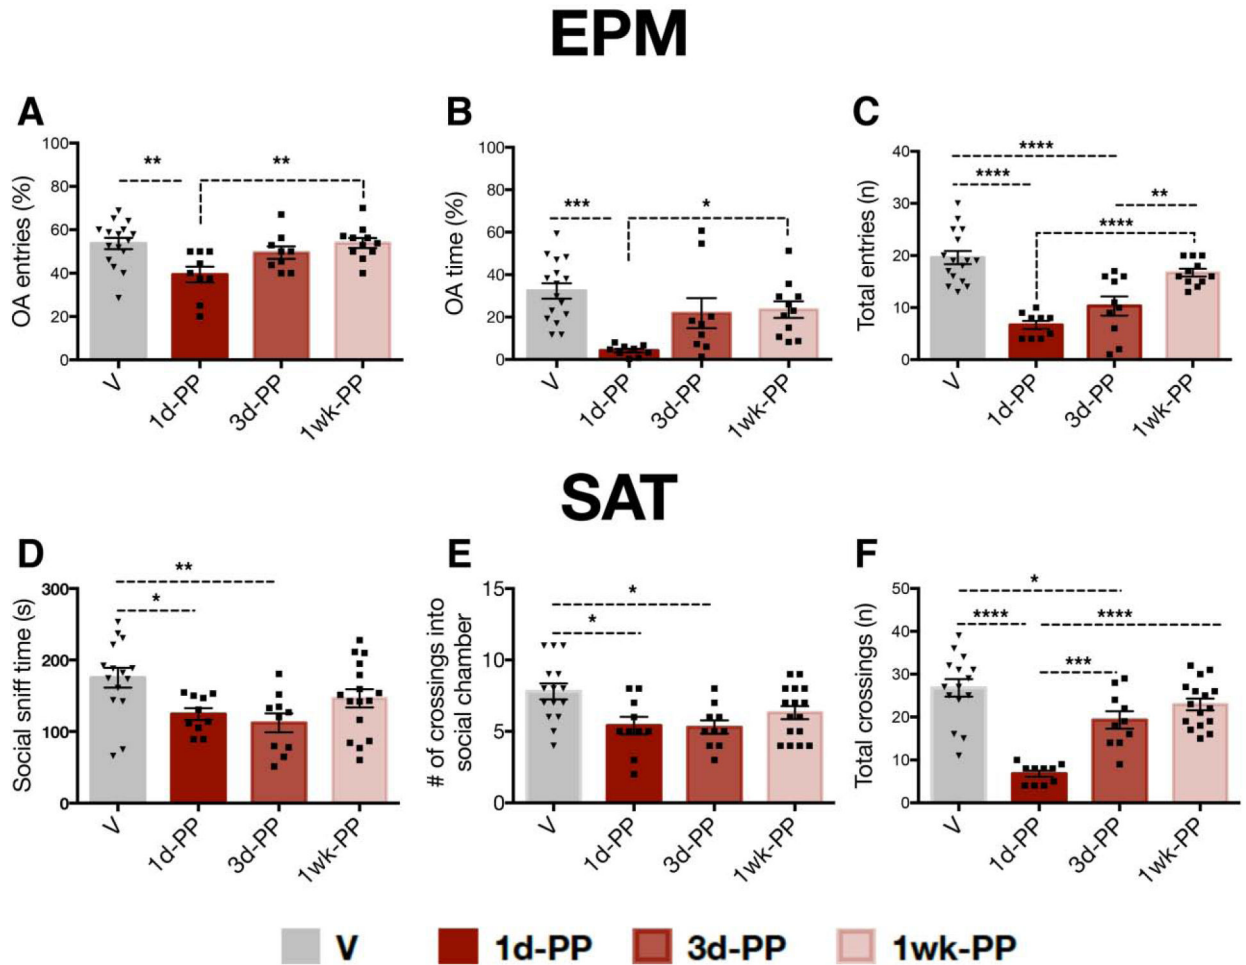 EPM
A
OA entries (%)
100
80
60
40
20
0
**
**
V
1d-PP
3d-PP
1wk-PP
B
OA time (%)
100
80
60
40
20
0
***
*
V
1d-PP
3d-PP
1wk-PP
C
Total entries (n)
40
30
20
10
0
****
****
**
****
V
1d-PP
3d-PP
1wk-PP
SAT
D
Social sniff time (s)
300
200
100
0
**
*
V
1d-PP
3d-PP
1wk-PP
E
# of crossings into
social chamber
15
10
5
0
*
*
V
1d-PP
3d-PP
1wk-PP
F
Total crossings (n)
50
40
30
20
10
0
*
****
****
***
V
1d-PP
3d-PP
1wk-PP
V
1d-PP
3d-PP
1wk-PP